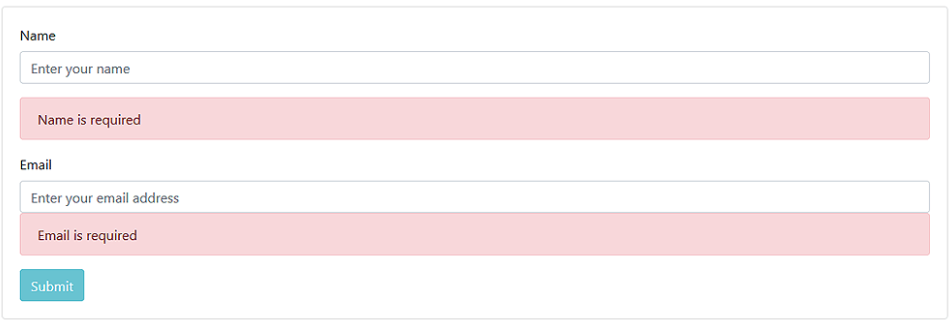 Name
Enter your name
Name is required
Email
Enter your email address
Email is required
Submit